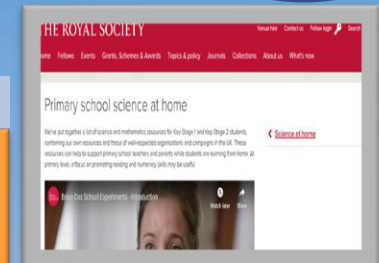 THE ROYAL SOCIETY
Venue hire Contact us Fellow login Search
Home Fellows Events Grants, Schemes & Awards Topics & policy Journals Collections About us What's new
Primary school science at home
We've put together a list of science and mathematics resources for Key Stage 1 and Key Stage 2 students,
containing our own resources and those of well-respected organisations and campaigns in the UK. These
resources can help to support primary school teachers and parents while students are learning from home. At
primary level, a focus on promoting reading and numeracy skills may be useful.
Science at home
Brian Cox School Experiments - Introduction
Watch later Share